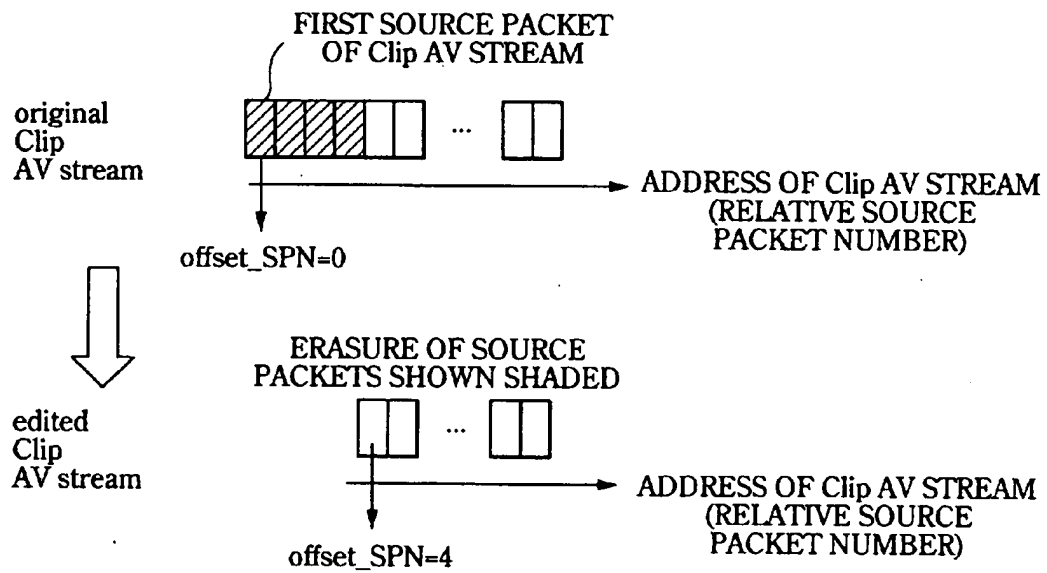 FIRST SOURCE PACKET
OF Clip AV STREAM
original
Clip
AV stream
...
ADDRESS OF Clip AV STREAM
(RELATIVE SOURCE
PACKET NUMBER)
offset_SPN=0
ERASURE OF SOURCE
PACKETS SHOWN SHADED
edited
Clip
AV stream
...
ADDRESS OF Clip AV STREAM
(RELATIVE SOURCE
PACKET NUMBER)
offset_SPN=4